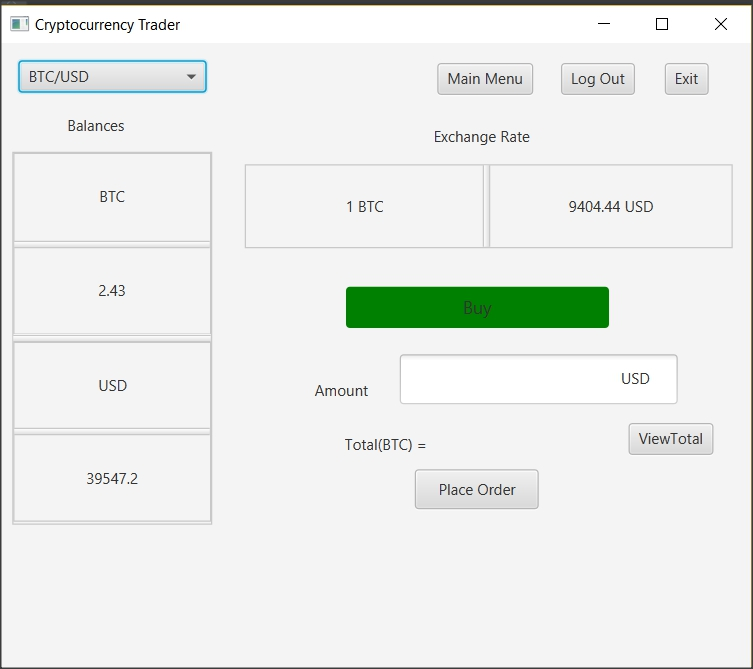 Cryptocurrency Trader
BTC/USD
Main Menu
Log Out
Exit
Balances
Exchange Rate
BTC
1 BTC
9404.44 USD
2.43
Buy
USD
Amount
USD
Total(BTC) =
ViewTotal
39547.2
Place Order